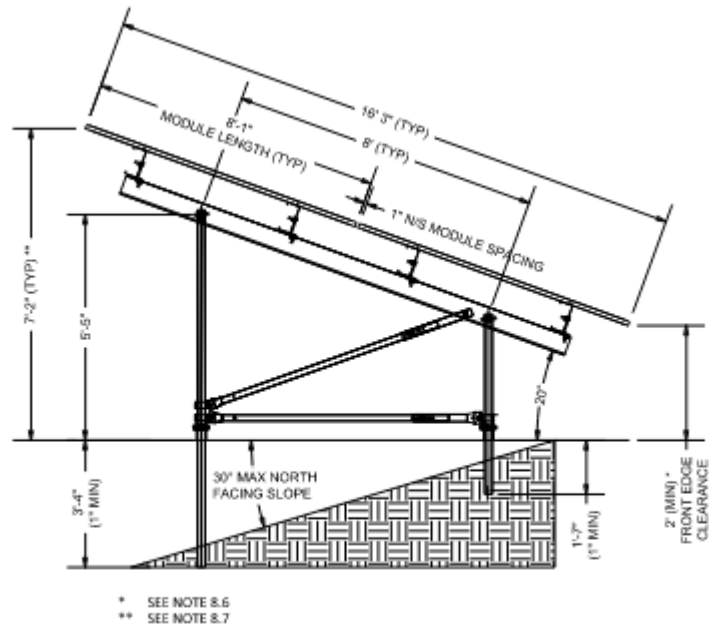 16' 3" (TYP)
8'-1"
MODULE LENGTH (TYP)
8' (TYP)
1" N/S MODULE SPACING
7'-2" (TYP) **
5'-5"
20°
30° MAX NORTH
FACING SLOPE
3'-4"
(1" MIN)
1'-7"
(1" MIN)
2' (MIN) *
FRONT EDGE
CLEARANCE
* SEE NOTE 8.6
** SEE NOTE 8.7